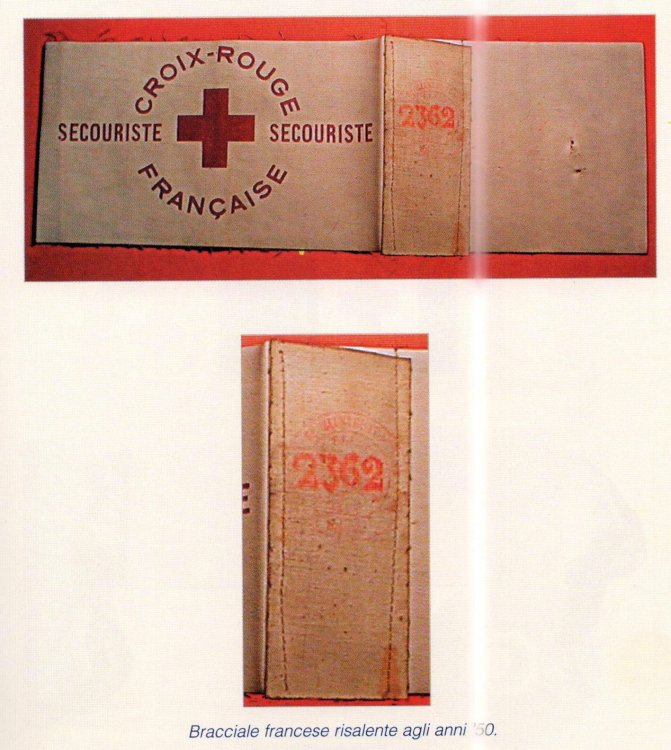 CROIX-ROUGE
SECOURISTE SECOURISTE
FRANÇAISE
2362
2362
E
Bracciale francese risalente agli anni '50.